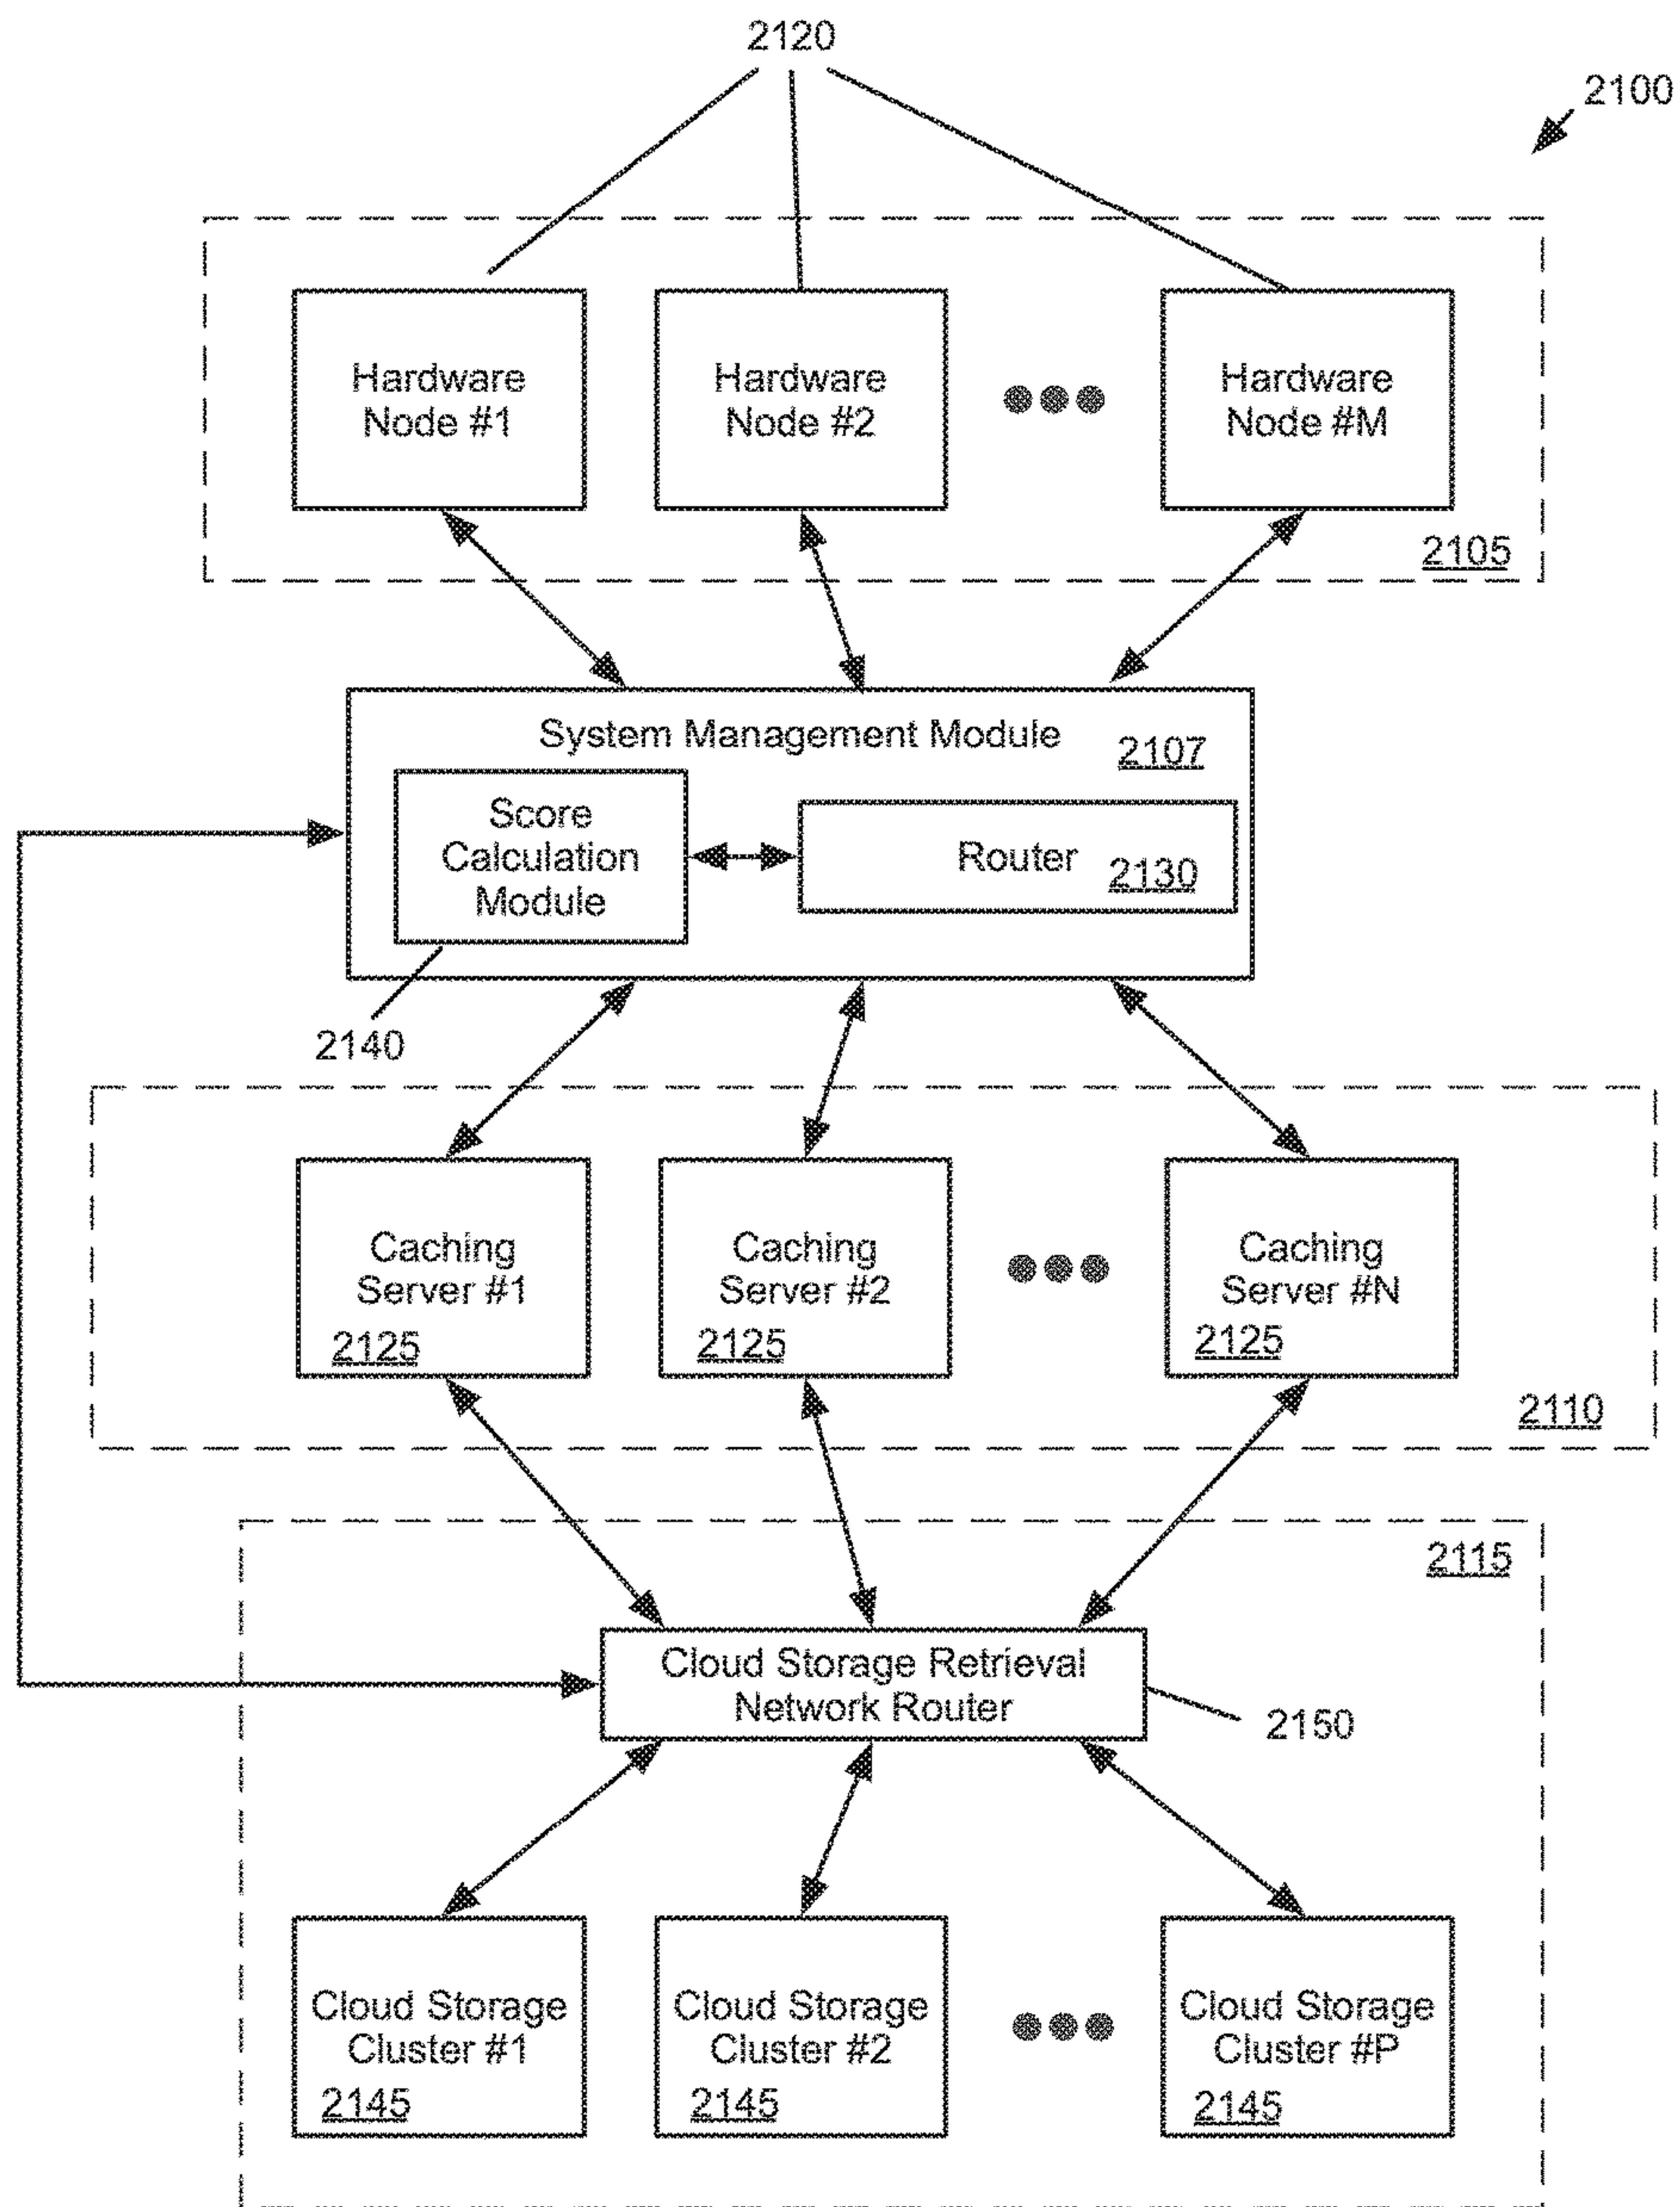 2120
2100
Hardware
Node #1
Hardware
Node #2
Hardware
Node #M
2105
System Management Module
2107
Score
Calculation
Module
Router
2130
2140
Caching
Server #1
2125
Caching
Server #2
2125
Caching
Server #N
2125
2110
2115
Cloud Storage Retrieval
Network Router
2150
Cloud Storage
Cluster #1
2145
Cloud Storage
Cluster #2
2145
Cloud Storage
Cluster #P
2145